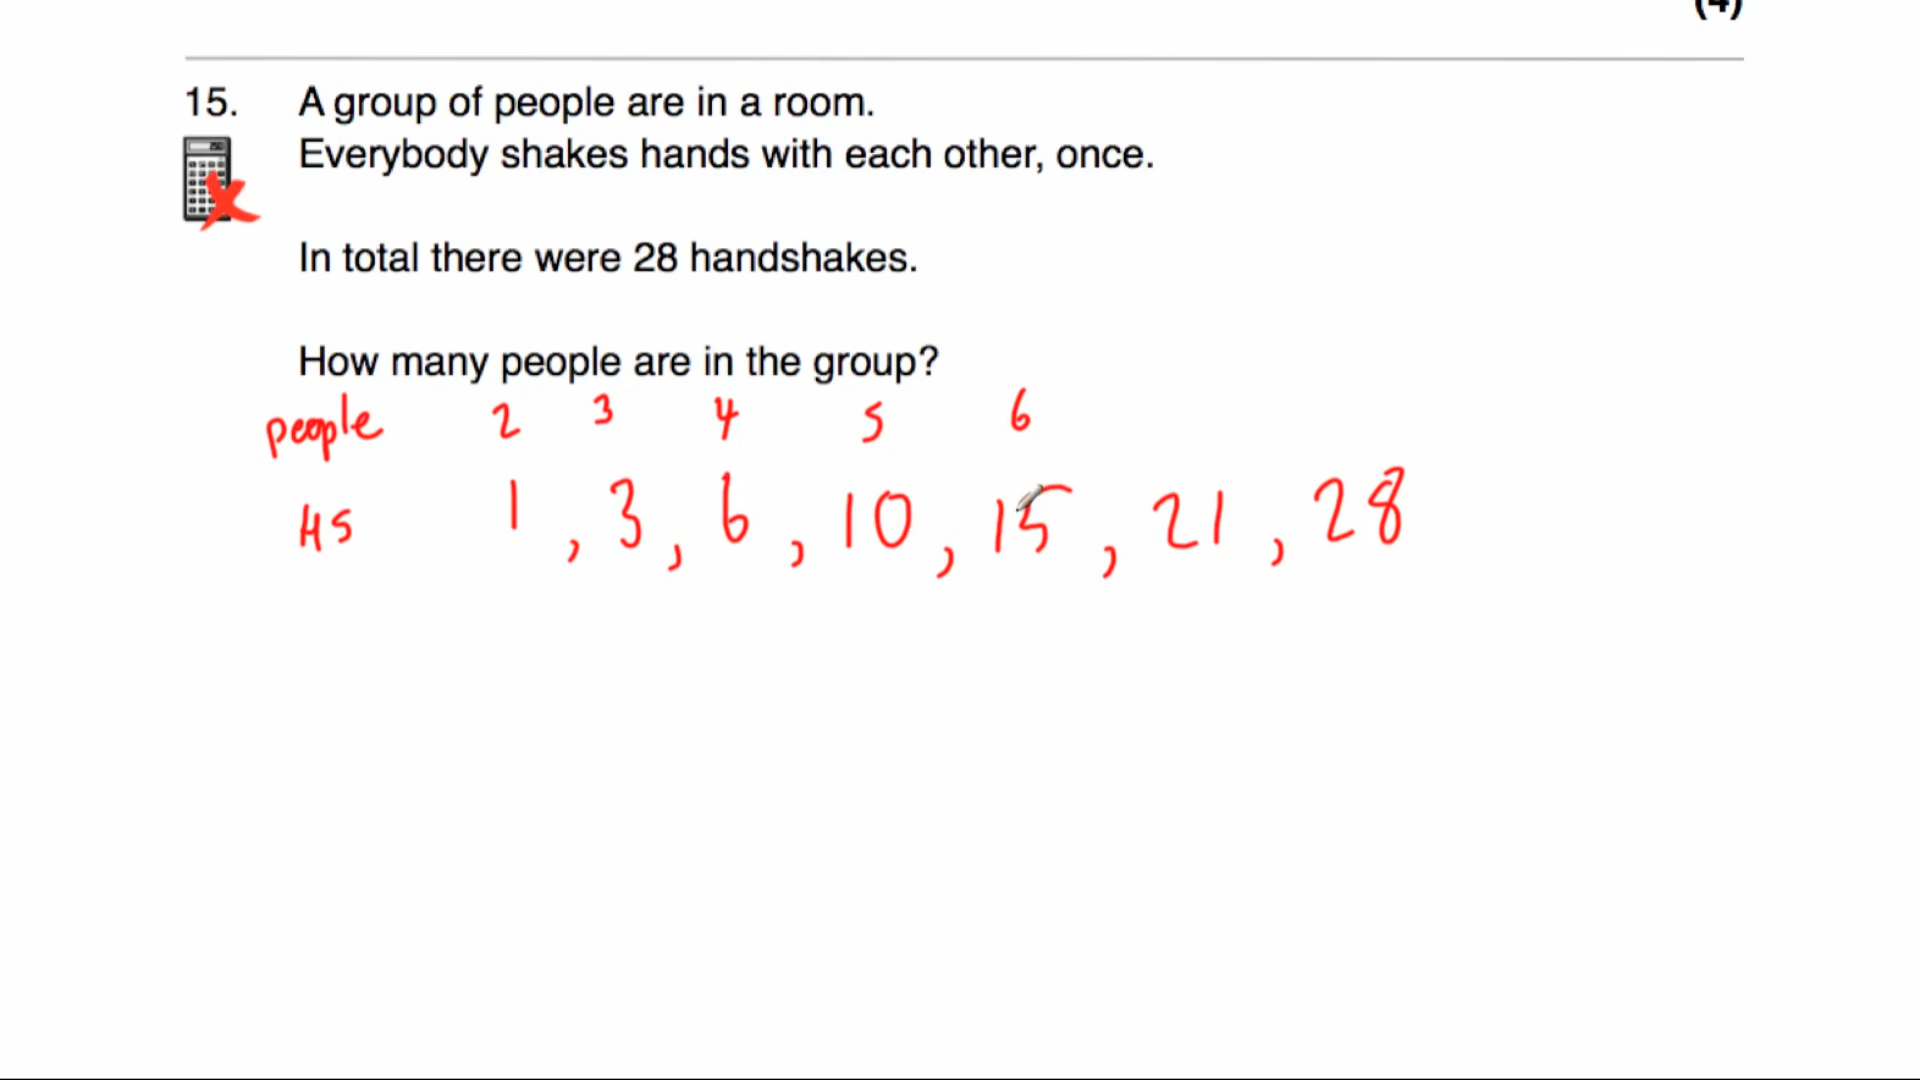 (4)
15. A group of people are in a room.
Everybody shakes hands with each other, once.
In total there were 28 handshakes.
How many people are in the group?
people 2 3 4 5 6
HS 1 , 3 , 6 , 10 , 15 , 21 , 28